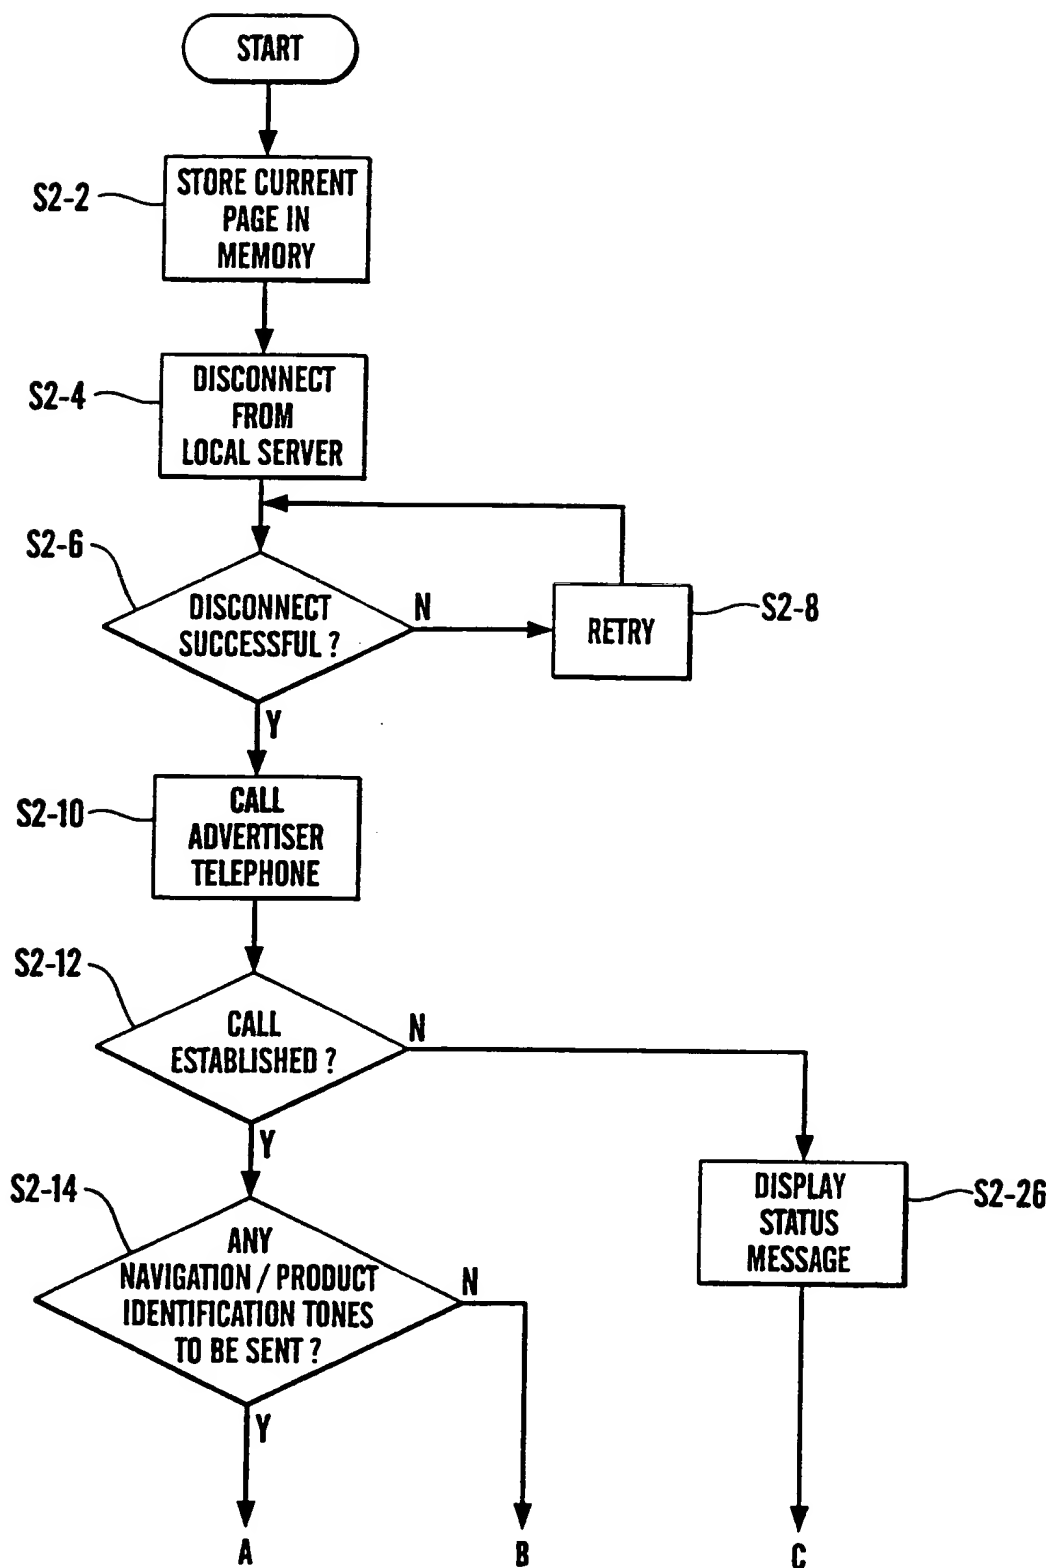 START
S2-2
STORE CURRENT
PAGE IN
MEMORY
S2-4
DISCONNECT
FROM
LOCAL SERVER
S2-6
DISCONNECT
SUCCESSFUL ?
N
RETRY
S2-8
Y
S2-10
CALL
ADVERTISER
TELEPHONE
S2-12
CALL
ESTABLISHED ?
N
Y
S2-14
ANY
NAVIGATION / PRODUCT
IDENTIFICATION TONES
TO BE SENT ?
N
DISPLAY
STATUS
MESSAGE
S2-26
Y
A
B
C